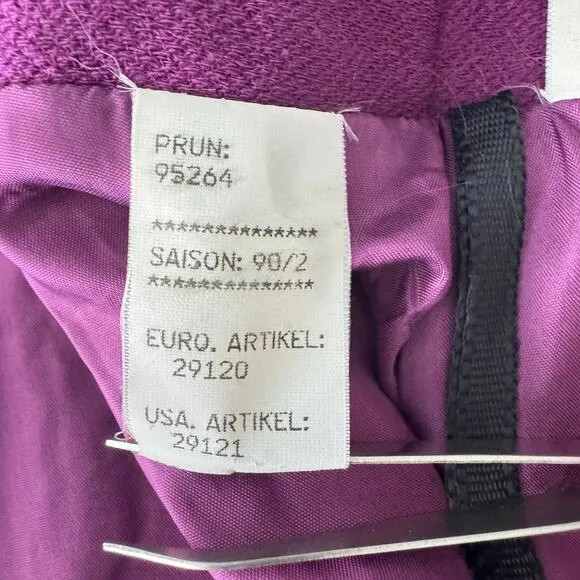 PRUN:
95264
***************
SAISON: 90/2
***************
EURO. ARTIKEL:
29120
USA. ARTIKEL:
29121